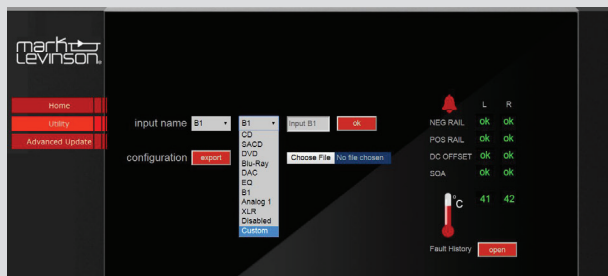 mark
Levinson®
Home
Utility
Advanced Update
input name B1 B1 Input B1 ok
CD
SACD
DVD
Blu-Ray
DAC
EQ
B1
Analog 1
XLR
Disabled
Custom
configuration export Choose File No file chosen
L R
NEG RAIL ok ok
POS RAIL ok ok
DC OFFSET ok ok
SOA ok ok
°C 41 42
Fault History open